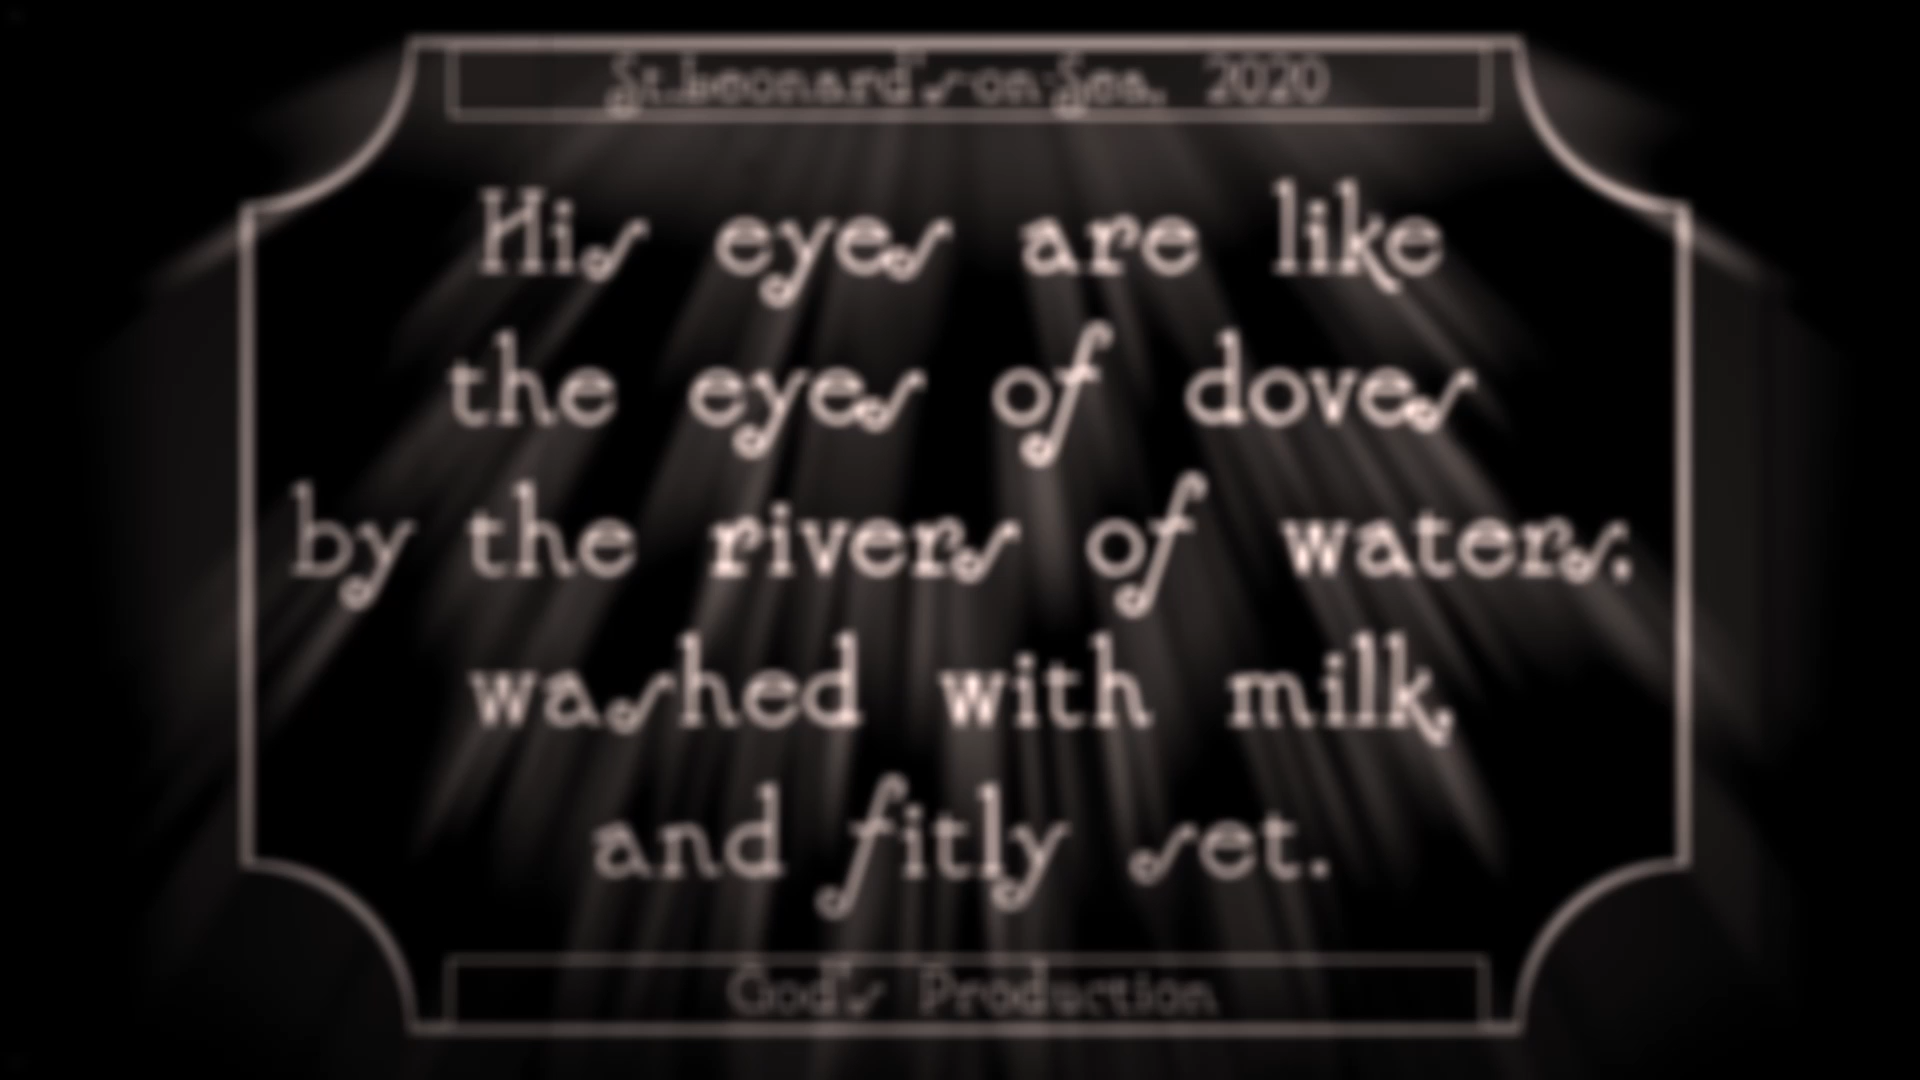 St.Leonard's-on-Sea, 2020
His eyes are like
the eyes of doves
by the rivers of waters,
washed with milk,
and fitly set.
God's Production